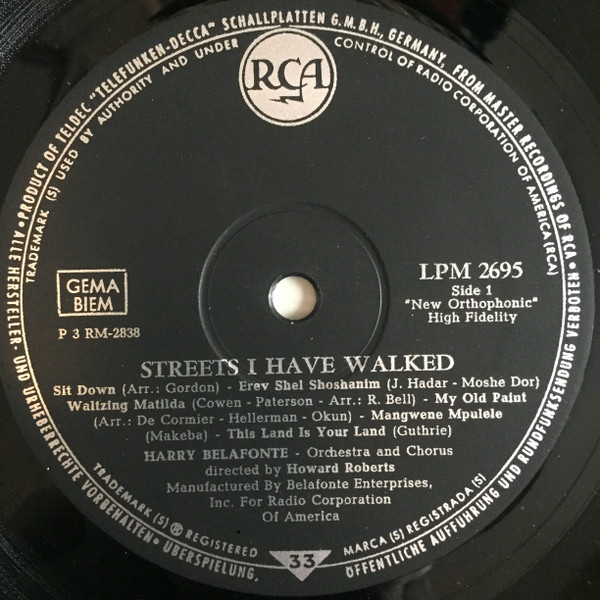 • PRODUCT OF TELDEC "TELEFUNKEN-DECCA" SCHALLPLATTEN G.M.B.H., GERMANY, FROM MASTER RECORDINGS OF RCA •
TRADEMARK (S) USED BY AUTHORITY AND UNDER CONTROL OF RADIO CORPORATION OF AMERICA (RCA)
RCA
GEMA
BIEM
P 3 RM-2838
LPM 2695
Side 1
"New Orthophonic"
High Fidelity
STREETS I HAVE WALKED
Sit Down (Arr.: Gordon) - Erev Shel Shoshanim (J. Hadar - Moshe Dor)
Waltzing Matilda (Cowen - Paterson - Arr.: R. Bell) - My Old Paint
(Arr.: De Cormier - Hellerman - Okun) - Mangwene Mpulele
(Makeba) - This Land Is Your Land (Guthrie)
HARRY BELAFONTE - Orchestra and Chorus
directed by Howard Roberts
Manufactured By Belafonte Enterprises,
Inc. For Radio Corporation
Of America
TRADEMARK (S) ® REGISTERED
33
MARCA (S) REGISTRADA (S)
ALLE HERSTELLER- UND URHEBERRECHTE VORBEHALTEN • ÜBERSPIELUNG, ÖFFENTLICHE AUFFÜHRUNG UND RUNDFUNKSENDUNG VERBOTEN